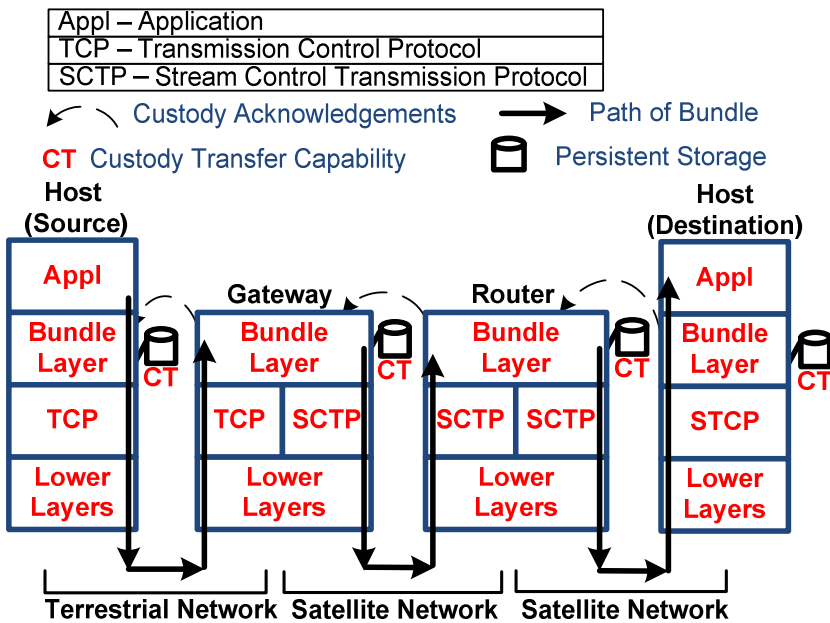 Appl – Application
TCP – Transmission Control Protocol
SCTP – Stream Control Transmission Protocol
Custody Acknowledgements
Path of Bundle
CT Custody Transfer Capability
Persistent Storage
Host
(Source)
Host
(Destination)
Gateway
Router
Appl
Bundle
Layer
CT
TCP
Lower
Layers
Bundle
Layer
CT
TCP
SCTP
Lower
Layers
Bundle
Layer
CT
SCTP
SCTP
Lower
Layers
Appl
Bundle
Layer
CT
STCP
Lower
Layers
Terrestrial Network
Satellite Network
Satellite Network